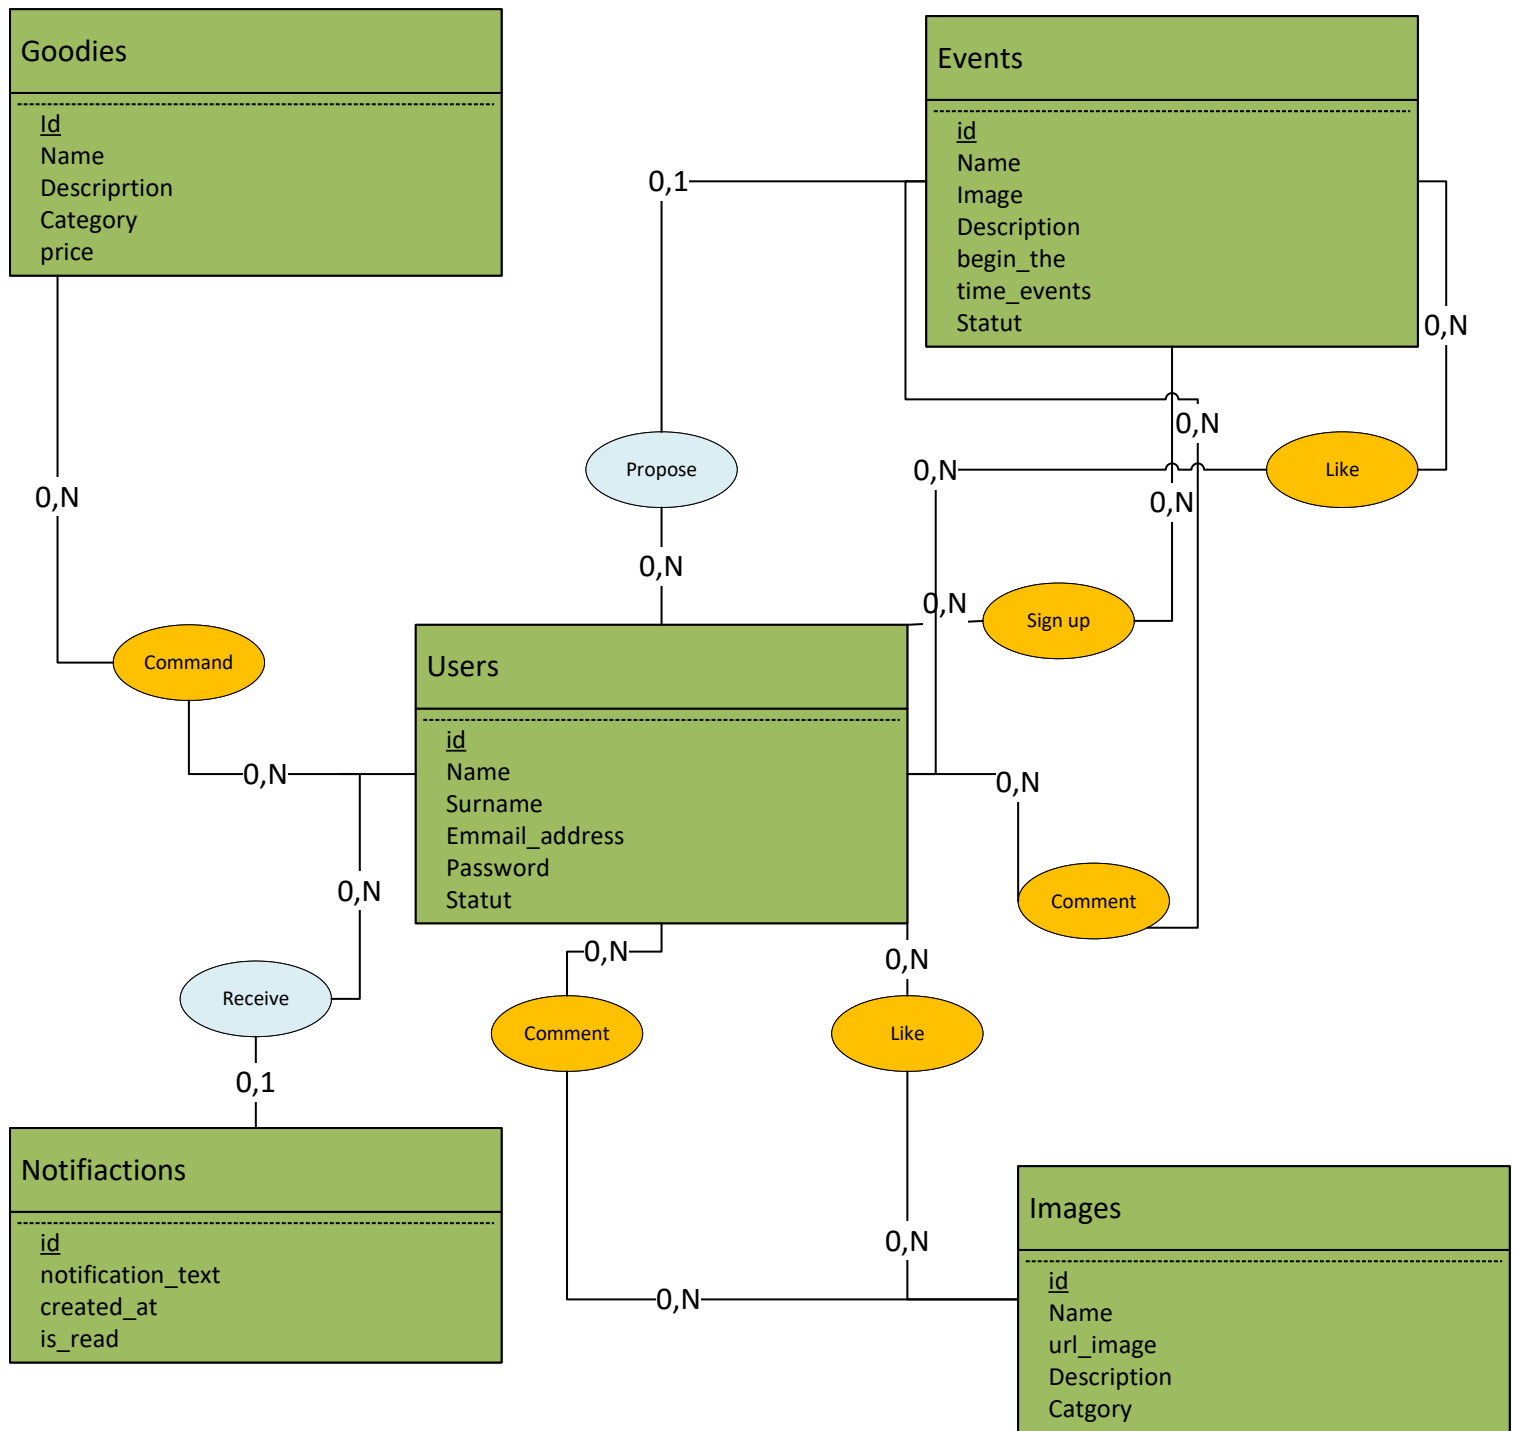 Goodies
Id
Name
Descriprtion
Category
price
Events
id
Name
Image
Description
begin_the
time_events
Statut
0,1
0,N
0,N
0,N
Like
Propose
0,N
0,N
0,N
0,N
0,N
Sign up
Command
Users
id
Name
Surname
Emmail_address
Password
Statut
0,N
0,N
0,N
Comment
0,N
0,N
Receive
Comment
Like
0,1
Notifiactions
id
notification_text
created_at
is_read
0,N
0,N
Images
id
Name
url_image
Description
Catgory